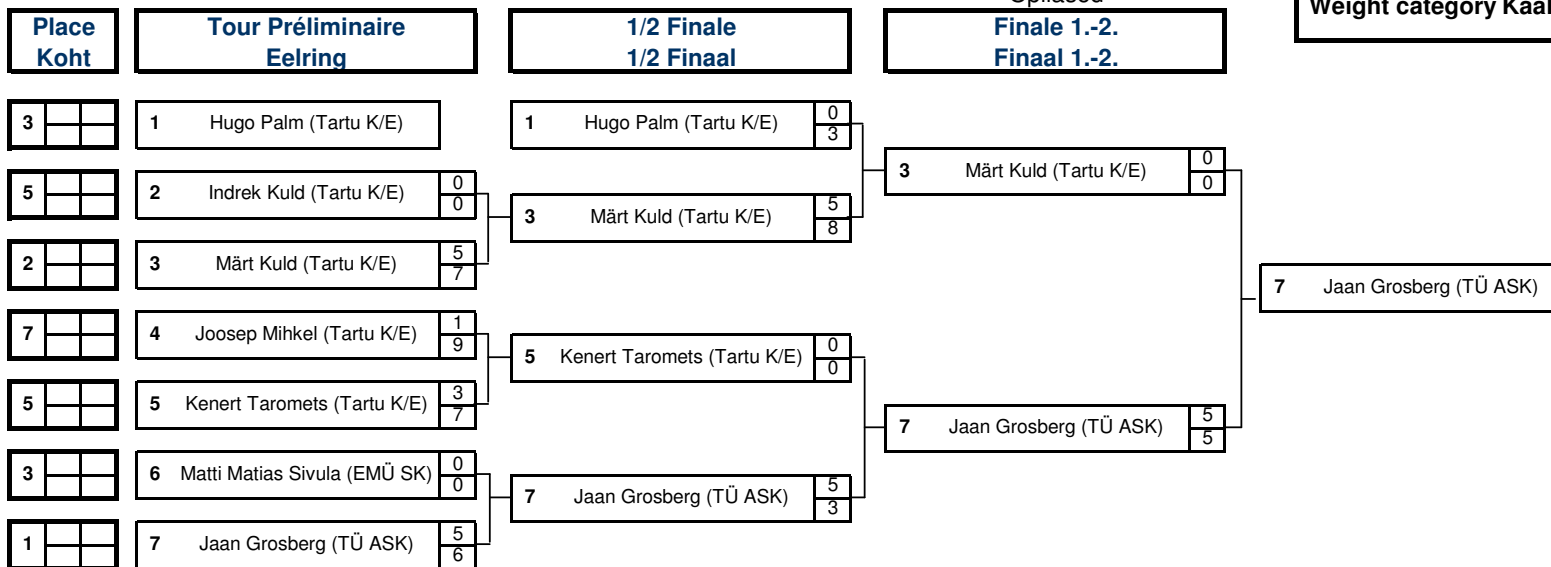 Place
Koht
Tour Préliminaire
Eelring
1/2 Finale
1/2 Finaal
Finale 1.-2.
Finaal 1.-2.
Weight category Kaal
3
1 Hugo Palm (Tartu K/E)
1 Hugo Palm (Tartu K/E) 0
3
3 Märt Kuld (Tartu K/E) 0
0
5
2 Indrek Kuld (Tartu K/E) 0
0
3 Märt Kuld (Tartu K/E) 5
8
2
3 Märt Kuld (Tartu K/E) 5
7
7 Jaan Grosberg (TÜ ASK)
7
4 Joosep Mihkel (Tartu K/E) 1
9
5 Kenert Taromets (Tartu K/E) 0
0
5
5 Kenert Taromets (Tartu K/E) 3
7
7 Jaan Grosberg (TÜ ASK) 5
5
3
6 Matti Matias Sivula (EMÜ SK) 0
0
7 Jaan Grosberg (TÜ ASK) 5
3
1
7 Jaan Grosberg (TÜ ASK) 5
6